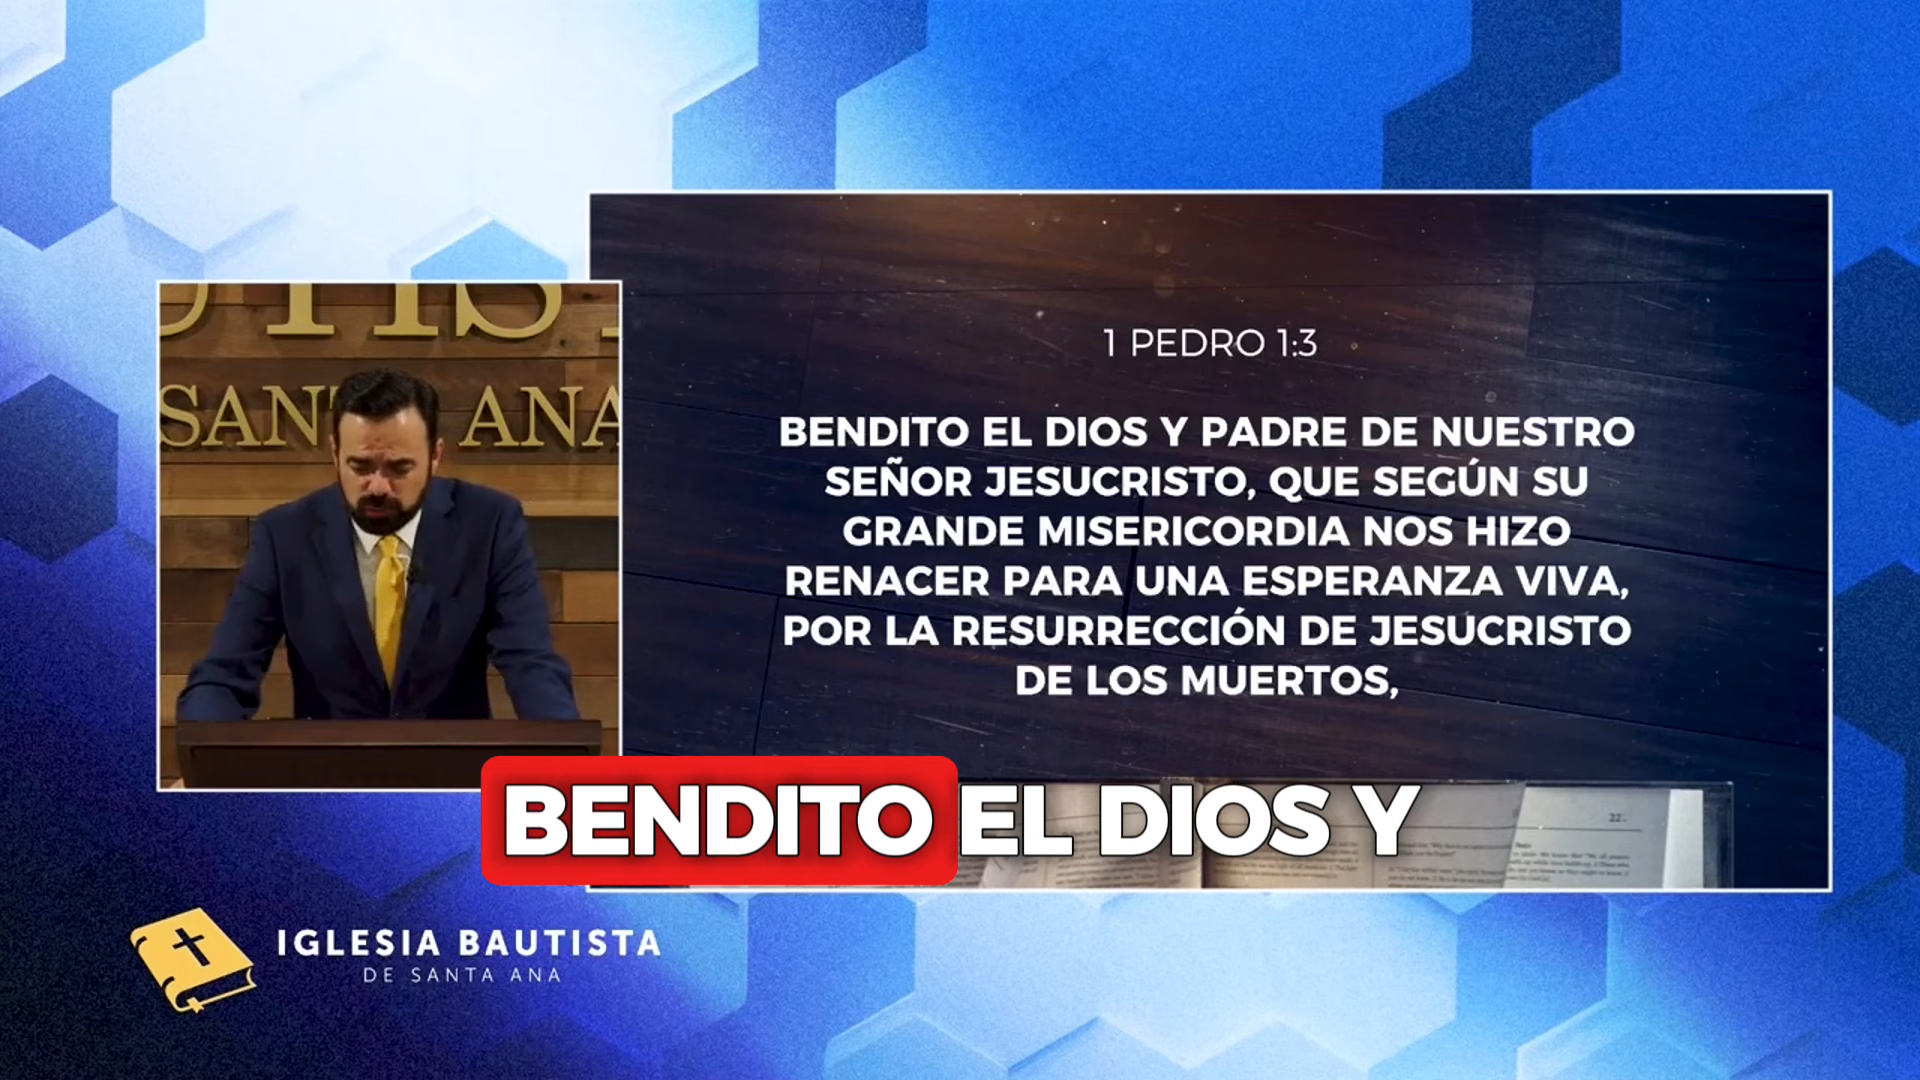 SANTA ANA
1 PEDRO 1:3
BENDITO EL DIOS Y PADRE DE NUESTRO
SEÑOR JESUCRISTO, QUE SEGÚN SU
GRANDE MISERICORDIA NOS HIZO
RENACER PARA UNA ESPERANZA VIVA,
POR LA RESURRECCIÓN DE JESUCRISTO
DE LOS MUERTOS,
BENDITO EL DIOS Y
IGLESIA BAUTISTA
DE SANTA ANA